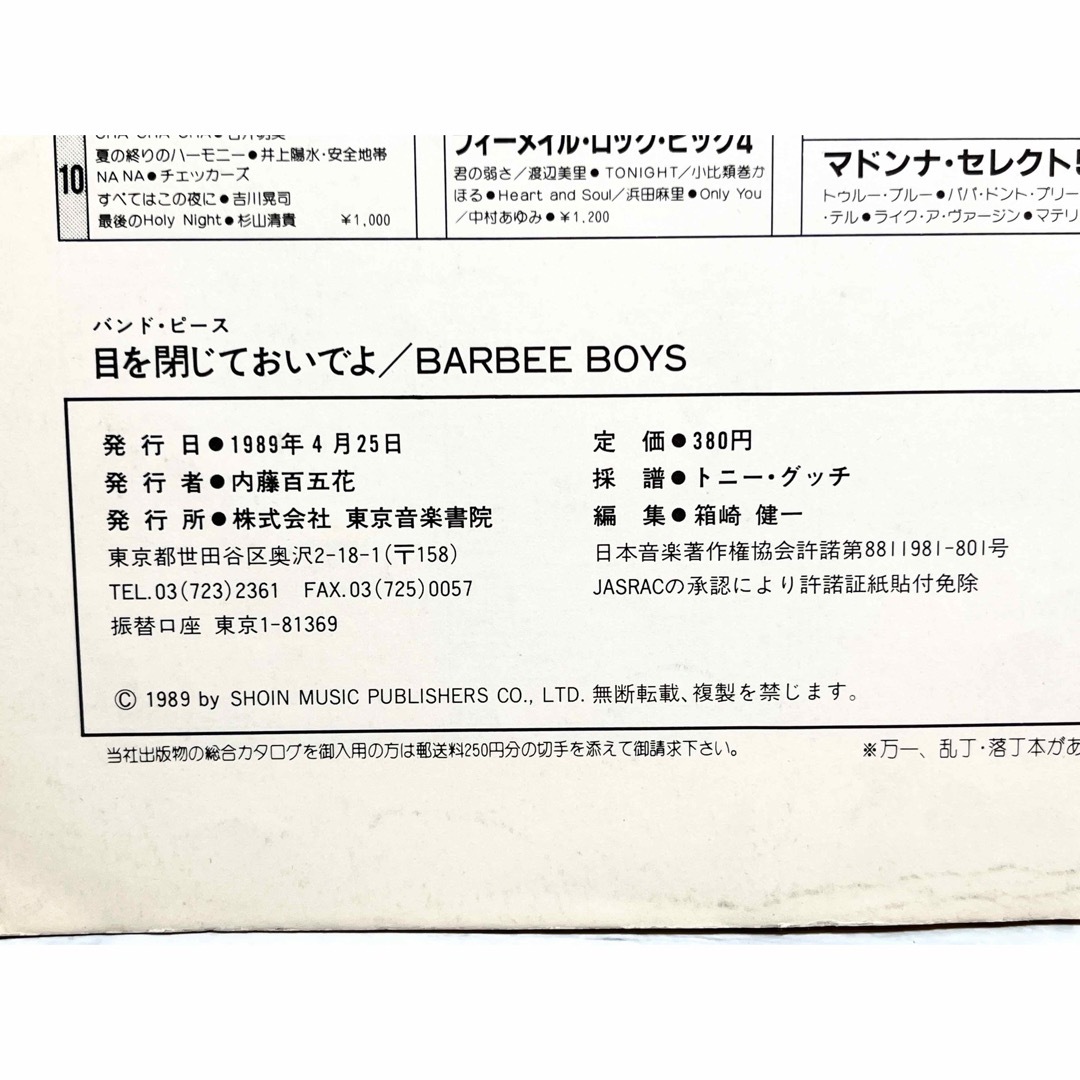 10
夏の終りのハーモニー●井上陽水・安全地帯
NANA●チェッカーズ
すべてはこの夜に●吉川晃司
最後のHoly Night●杉山清貴 ¥1,000
フィーメイル・ロック・ビッグ4
君の弱さ／渡辺美里● TONIGHT／小比類巻か
ほる●Heart and Soul／浜田麻里●Only You
／中村あゆみ●¥1,200
マドンナ・セレクト5
トゥルー・ブルー●パパ・ドント・プリー
・テル●ライク・ア・ヴァージン●マテリ
バンド・ピース
目を閉じておいでよ／BARBEE BOYS
発行日●1989年4月25日
発行者●内藤百五花
発行所●株式会社 東京音楽書院
東京都世田谷区奥沢2-18-1(〒158)
TEL.03(723)2361 FAX.03(725)0057
振替口座 東京1-81369
定価●380円
採譜●トニー・グッチ
編集●箱崎 健一
日本音楽著作権協会許諾第8811981-801号
JASRACの承認により許諾証紙貼付免除
© 1989 by SHOIN MUSIC PUBLISHERS CO., LTD. 無断転載、複製を禁じます。
当社出版物の総合カタログを御入用の方は郵送料250円分の切手を添えて御請求下さい。
※万一、乱丁・落丁本があ